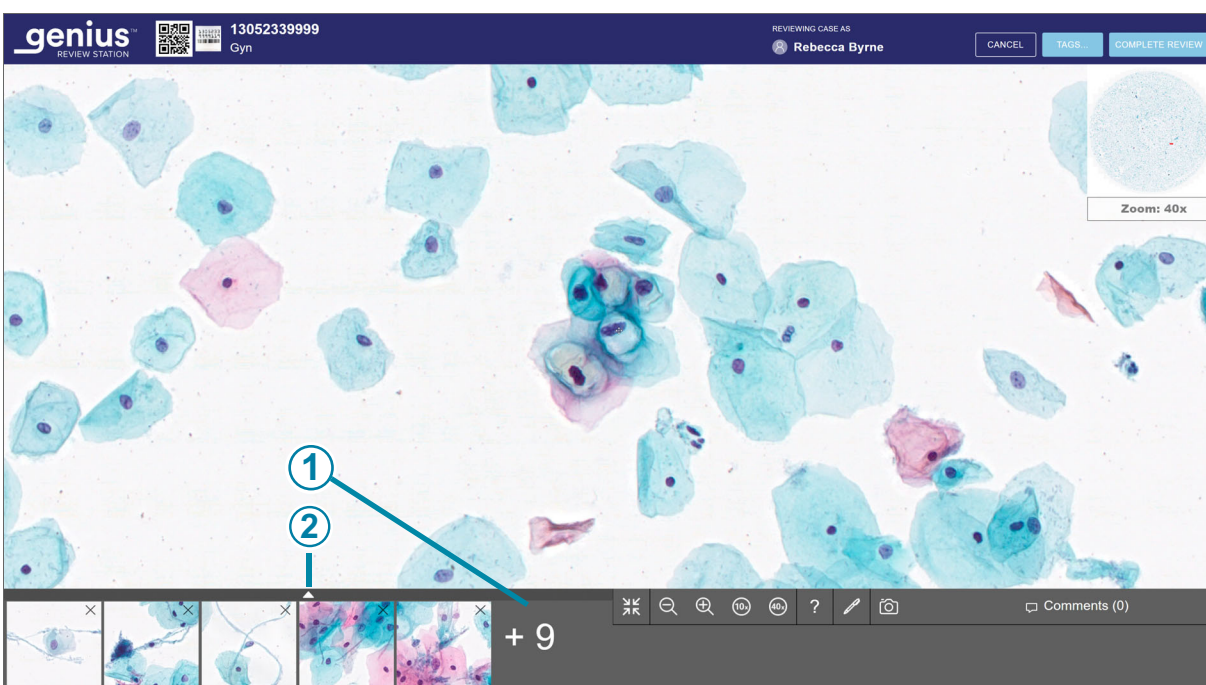 genius™
REVIEW STATION
13052339999
Gyn
REVIEWING CASE AS
Rebecca Byrne
CANCEL
TAGS...
COMPLETE REVIEW
Zoom: 40x
1
2
+ 9
10x
40x
?
Comments (0)